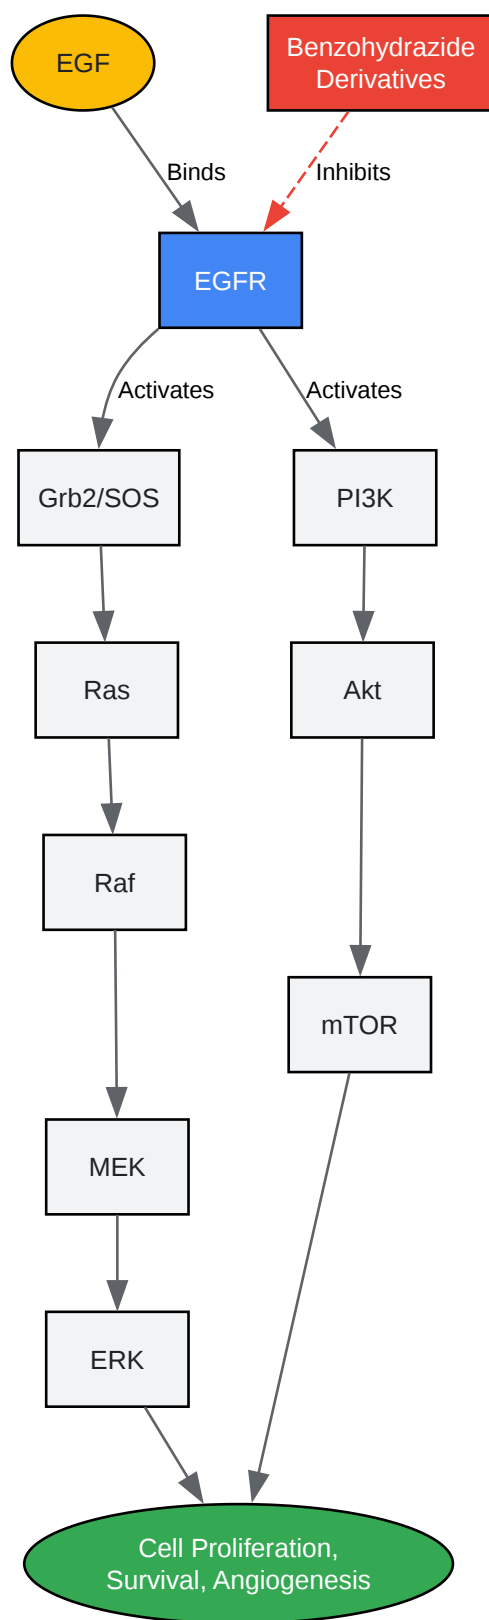 EGF
Benzohydrazide
Derivatives
Binds
Inhibits
EGFR
Activates
Activates
Grb2/SOS
PI3K
Ras
Akt
Raf
mTOR
MEK
ERK
Cell Proliferation,
Survival, Angiogenesis